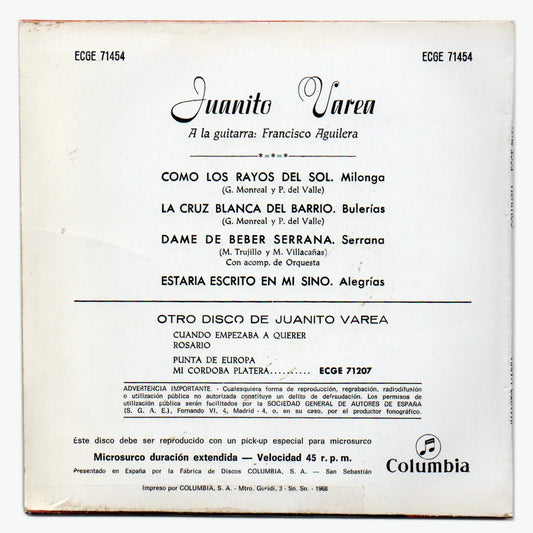 ECGE 71454 ECGE 71454
Juanito Varea
A la guitarra: Francisco Aguilera
COMO LOS RAYOS DEL SOL. Milonga
(G. Monreal y P. del Valle)
LA CRUZ BLANCA DEL BARRIO. Bulerías
(G. Monreal y P. del Valle)
DAME DE BEBER SERRANA. Serrana
(M. Trujillo y M. Villacañas)
Con acomp. de Orquesta
ESTARIA ESCRITO EN MI SINO. Alegrías
OTRO DISCO DE JUANITO VAREA
CUANDO EMPEZABA A QUERER
ROSARIO
PUNTA DE EUROPA
MI CORDOBA PLATERA.......... ECGE 71207
ADVERTENCIA IMPORTANTE. - Cualesquiera forma de reproducción, regrabación, radiodifusión
o utilización pública no autorizada constituye un delito de defraudación. Los permisos de
utilización pública serán facilitados por la SOCIEDAD GENERAL DE AUTORES DE ESPAÑA
(S. G. A. E.), Fernando VI, 4, Madrid - 4, o, en su caso, por el productor fonográfico.
Este disco debe ser reproducido con un pick-up especial para microsurco
Microsurco duración extendida — Velocidad 45 r. p. m.
Presentado en España por la Fábrica de Discos COLUMBIA, S. A. — San Sebastián
Columbia
Impreso por COLUMBIA, S. A. - Mtro. Guridi, 3 - Sn. Sn. - 1968